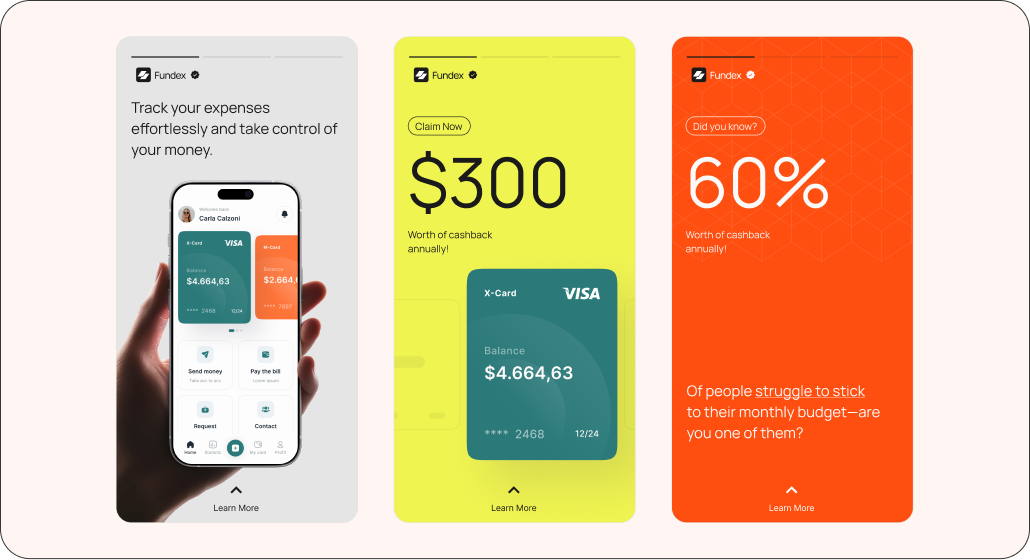 Fundex
Track your expenses
effortlessly and take control of
your money.
Welcome back
Carla Calzoni
X-Card
VISA
Balance
$4.664,63
**** 2468
12/24
M-Card
Balance
$2.664,6
**** 7697
Send money
Take acc to acc
Pay the bill
Lorem ipsum
Request
Contact
Home
Statistic
My card
Profil
Learn More
Fundex
Claim Now
$300
Worth of cashback
annually!
X-Card
VISA
Balance
$4.664,63
**** 2468
12/24
Learn More
Fundex
Did you know?
60%
Worth of cashback
annually!
Of people struggle to stick
to their monthly budget—are
you one of them?
Learn More